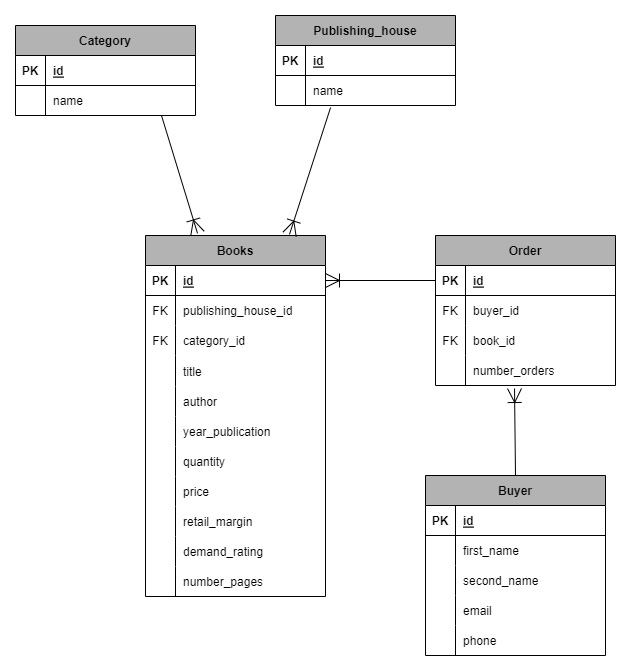 Category
PK id
name
Publishing_house
PK id
name
Books
PK id
FK publishing_house_id
FK category_id
title
author
year_publication
quantity
price
retail_margin
demand_rating
number_pages
Order
PK id
FK buyer_id
FK book_id
number_orders
Buyer
PK id
first_name
second_name
email
phone